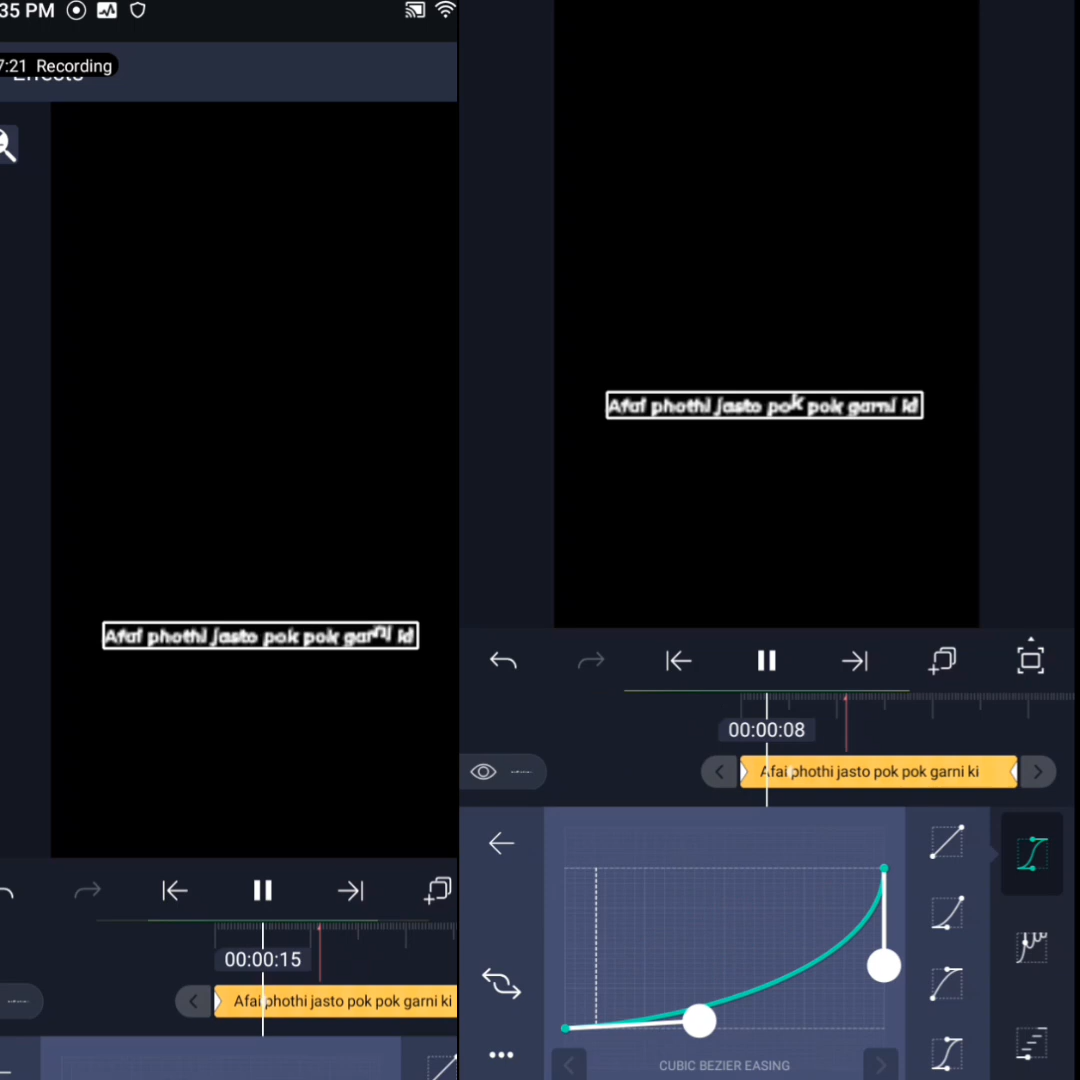 35 PM
7:21 Recording
Effects
Afaf phothi jasto pok pok garni ki
00:00:15
Afai phothi jasto pok pok garni ki
Afaf phothi jasto pok pok garni ki
00:00:08
Afai phothi jasto pok pok garni ki
CUBIC BEZIER EASING